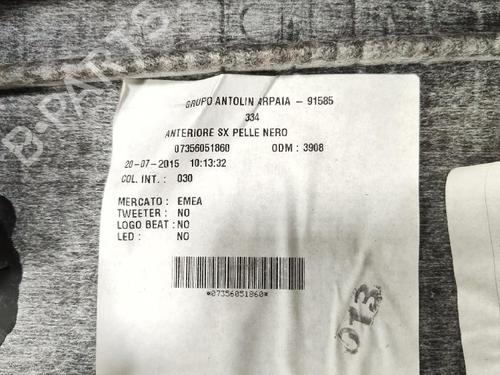 B-PARTS
GRUPO ANTOLIN ARPAIA - 91585
334
ANTERIORE SX PELLE NERO
07356051860 ODM : 3908
20-07-2015 10:13:32
COL. INT. : 030
MERCATO : EMEA
TWEETER : NO
LOGO BEAT : NO
LED : NO
*07356051860*
013